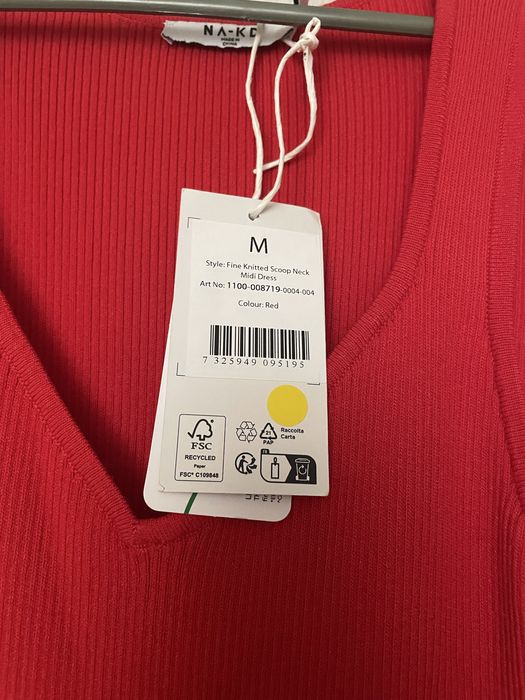 NA-KD
MADE IN
CHINA
M
Style: Fine Knitted Scoop Neck
Midi Dress
Art No: 1100-008719-0004-004
Colour: Red
7 325949 095195
FSC
RECYCLED
Paper
FSC® C109848
21
PAP
Raccolta
Carta